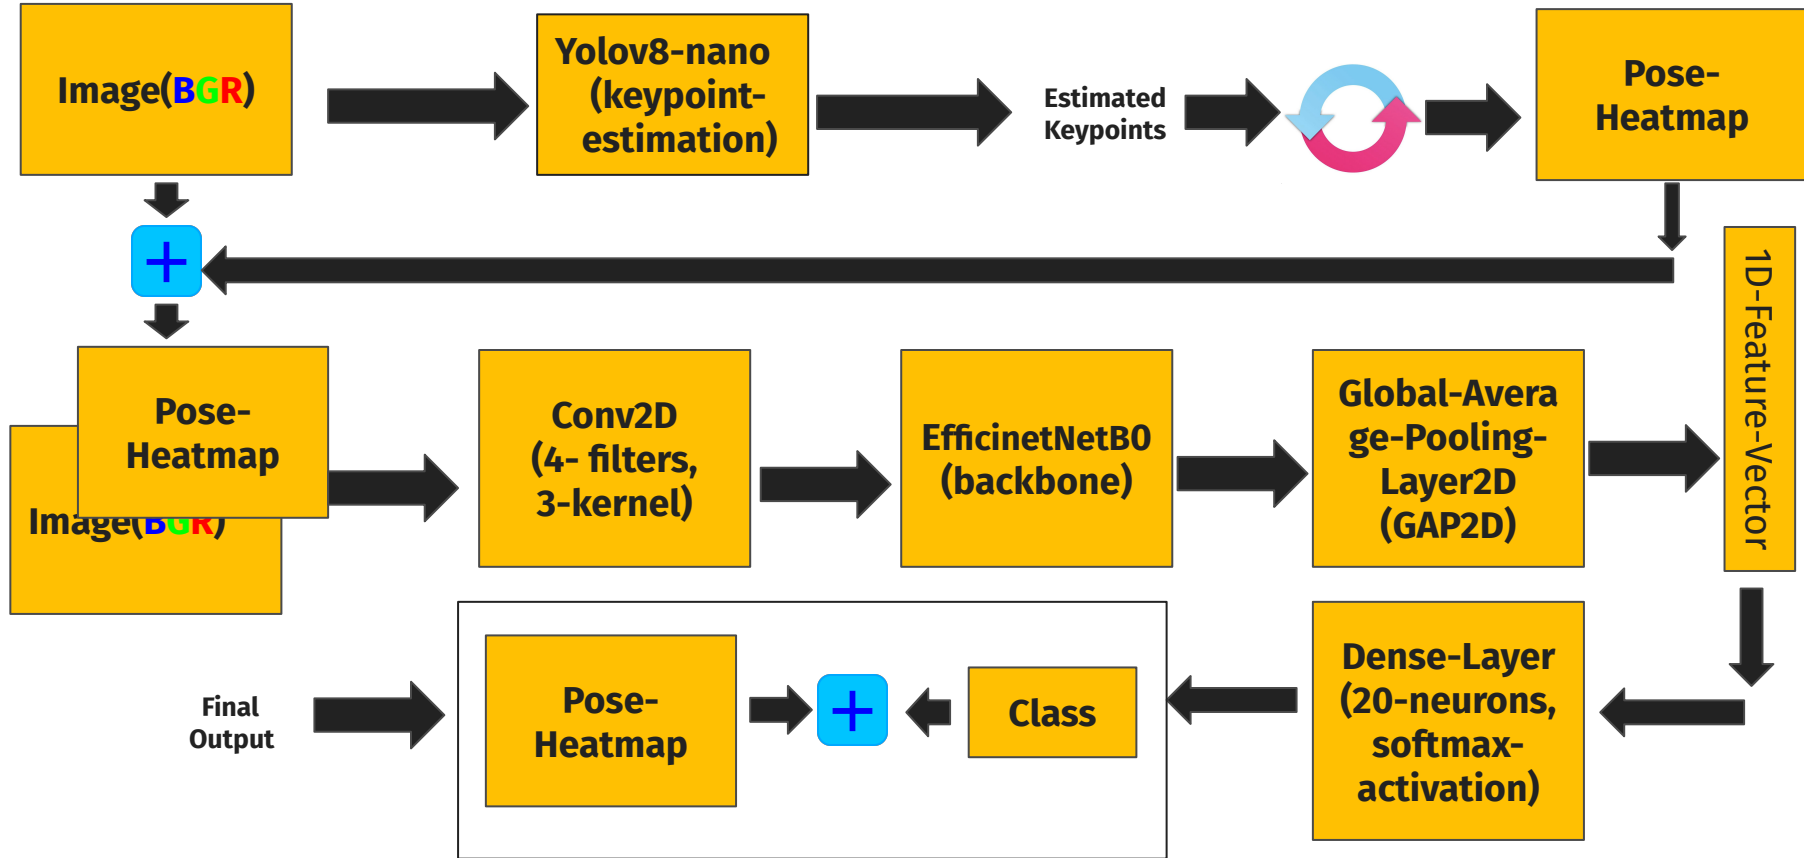 Image(BGR)
Yolov8-nano
(keypoint-
estimation)
Estimated
Keypoints
Pose-
Heatmap
+
1D-Feature-Vector
Pose-
Heatmap
Image(BGR)
Conv2D
(4- filters,
3-kernel)
EfficinetNetB0
(backbone)
Global-Avera
ge-Pooling-
Layer2D
(GAP2D)
Final
Output
Pose-
Heatmap
+
Class
Dense-Layer
(20-neurons,
softmax-
activation)